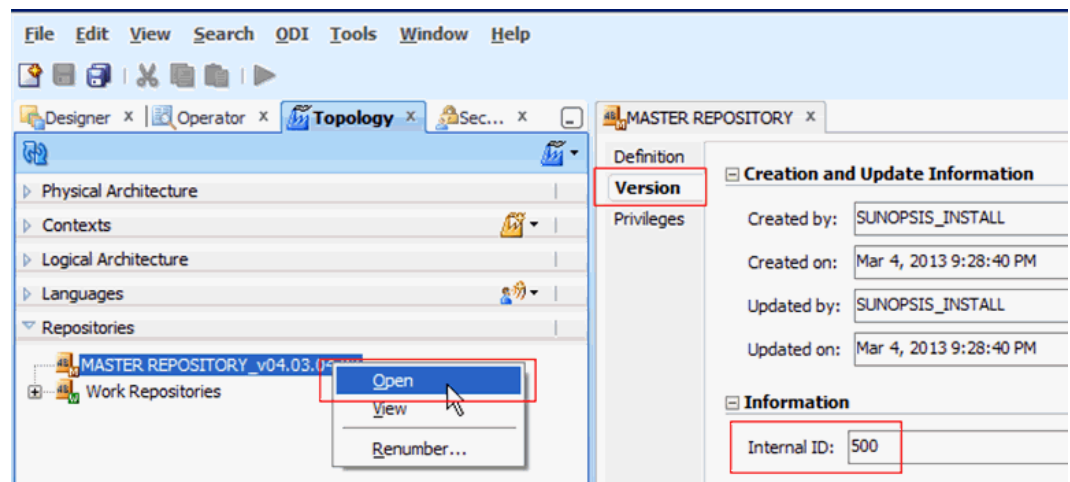 File Edit View Search ODI Tools Window Help
Designer x Operator x Topology x Sec... x
Physical Architecture
Contexts
Logical Architecture
Languages
Repositories
MASTER REPOSITORY_v04.03.
Work Repositories
Open
View
Renumber...
MASTER REPOSITORY x
Definition
Version
Privileges
Creation and Update Information
Created by: SUNOPSIS_INSTALL
Created on: Mar 4, 2013 9:28:40 PM
Updated by: SUNOPSIS_INSTALL
Updated on: Mar 4, 2013 9:28:40 PM
Information
Internal ID: 500